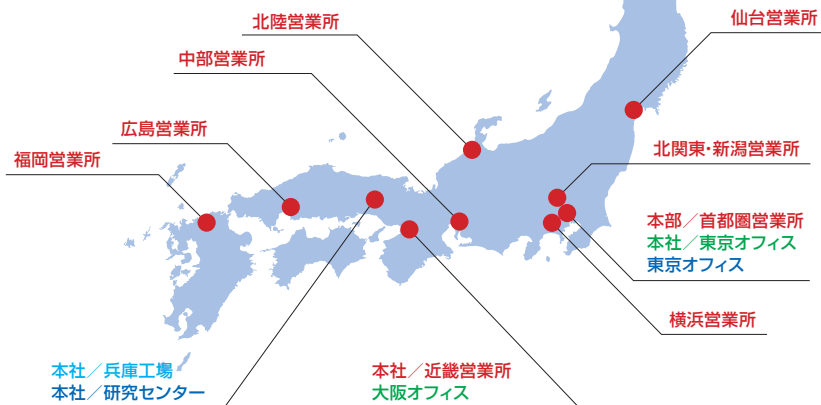 北陸営業所
仙台営業所
中部営業所
広島営業所
北関東・新潟営業所
福岡営業所
本部／首都圏営業所
本社／東京オフィス
東京オフィス
横浜営業所
本社／兵庫工場
本社／研究センター
本社／近畿営業所
大阪オフィス